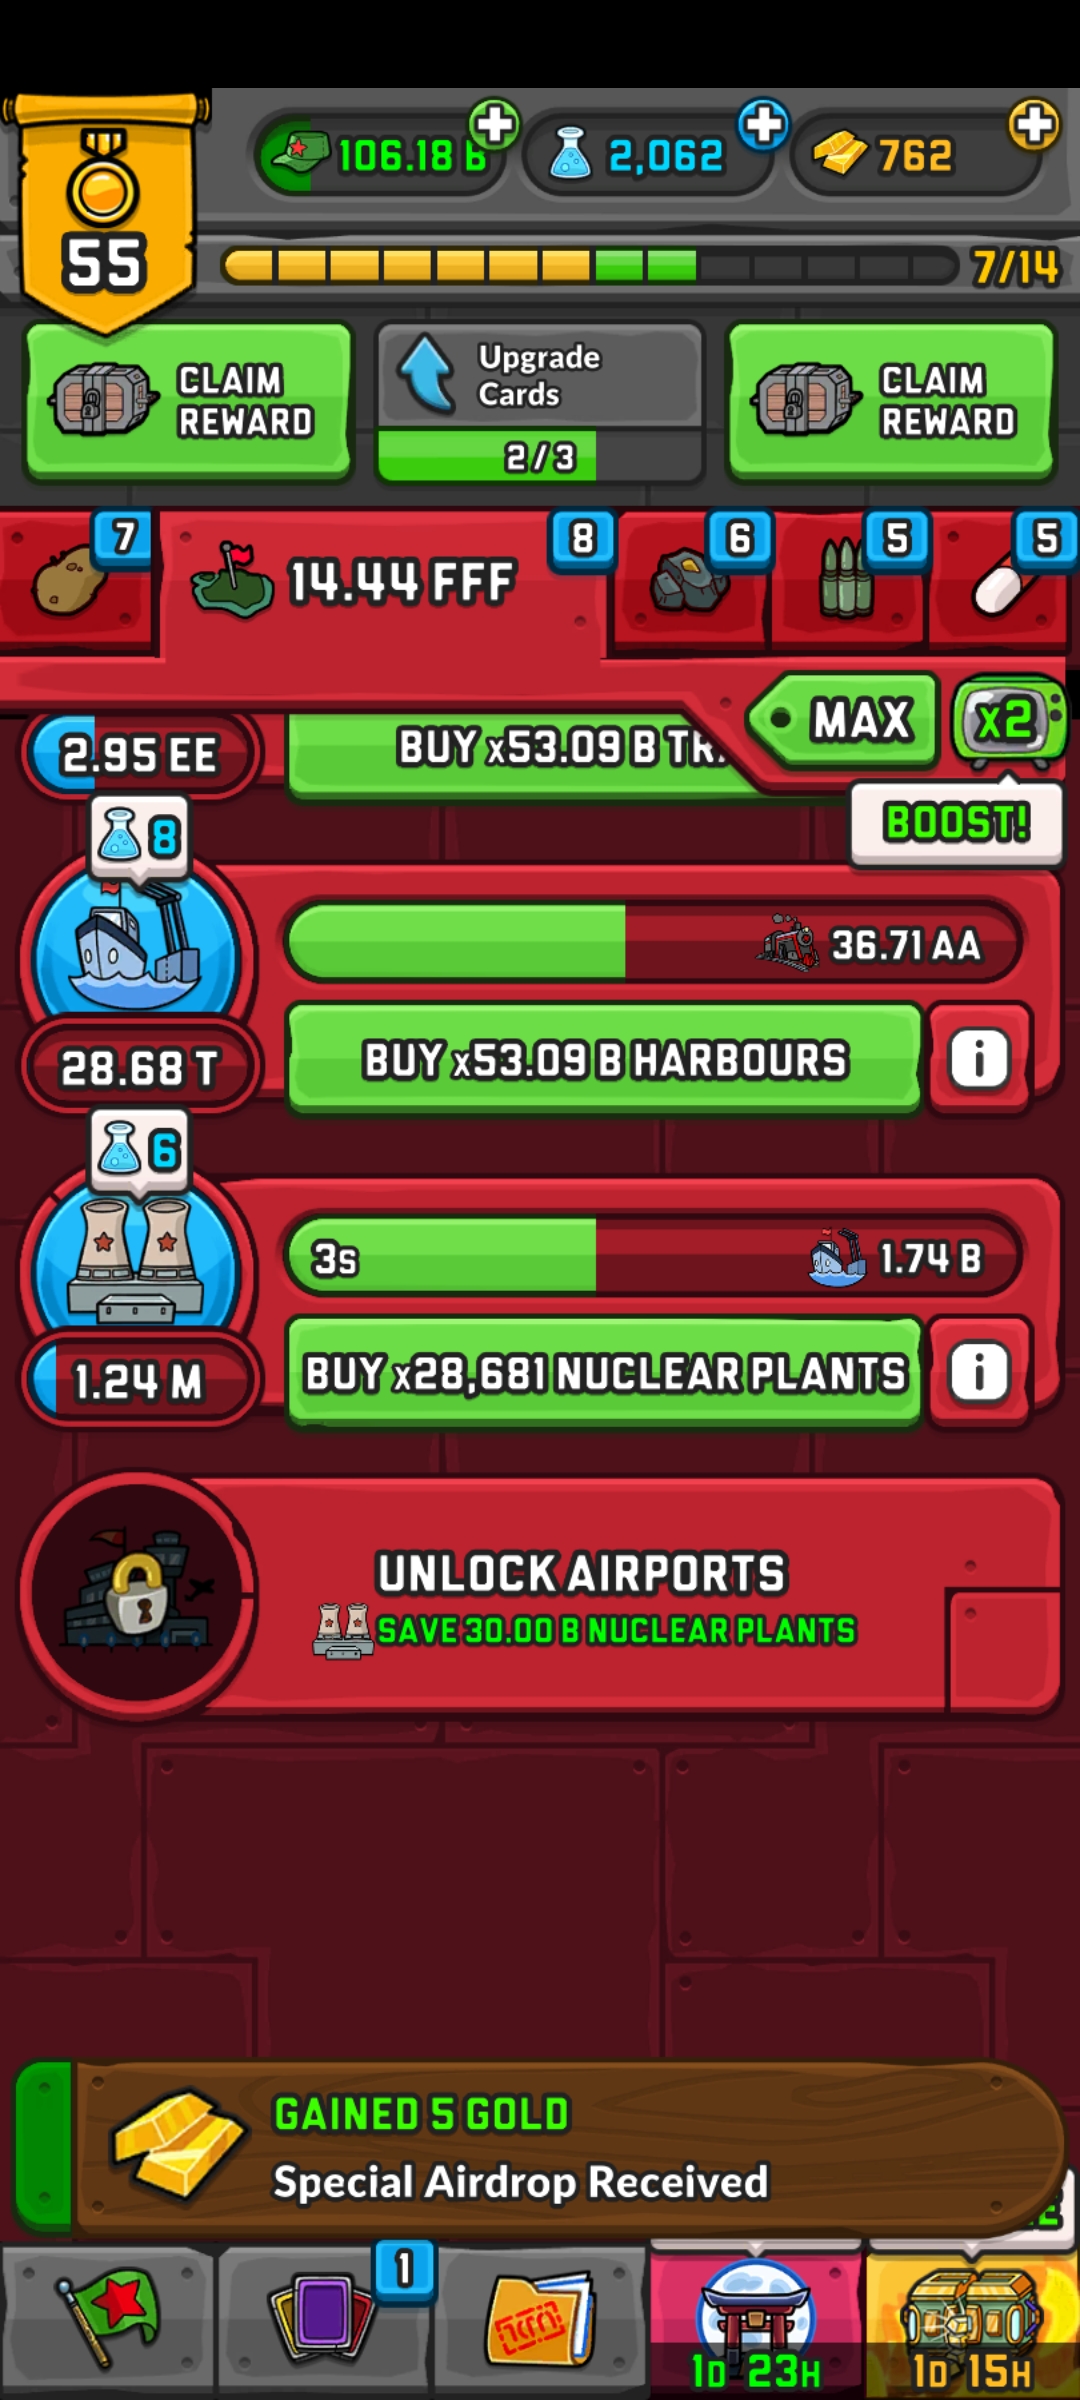 55
106.18 B
2,062
762
7/14
CLAIM
REWARD
Upgrade
Cards
2/3
CLAIM
REWARD
7
14.44 FFF
8
6
5
5
MAX
x2
2.95 EE
BUY x53.09 B
BOOST!
8
36.71 AA
28.68 T
BUY x53.09 B HARBOURS
i
6
3s
1.74 B
1.24 M
BUY x28,681 NUCLEAR PLANTS
i
UNLOCK AIRPORTS
SAVE 30.00 B NUCLEAR PLANTS
GAINED 5 GOLD
Special Airdrop Received
1
1D 23H
1D 15H